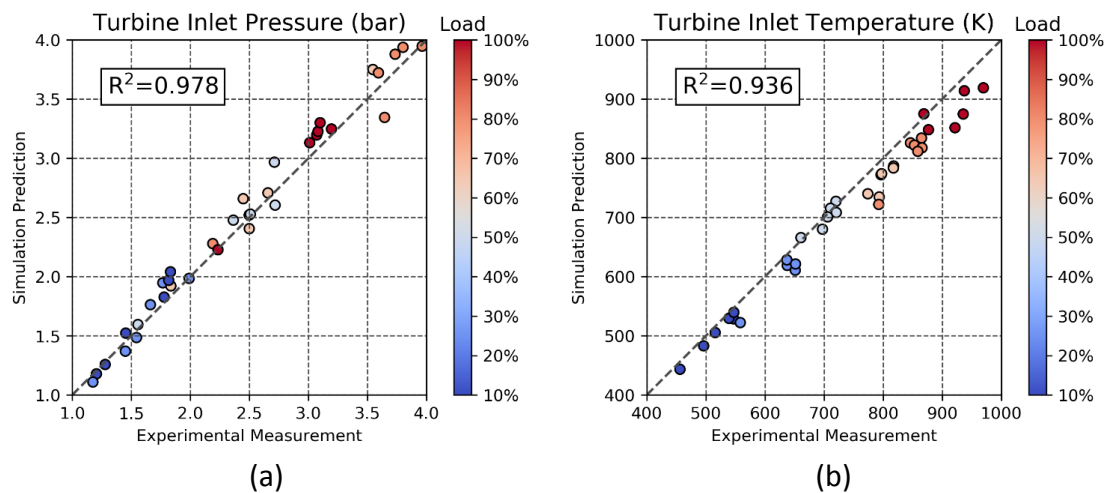 Turbine Inlet Pressure (bar)
Load
4.0
3.5
3.0
2.5
2.0
1.5
1.0
R²=0.978
Simulation Prediction
1.0 1.5 2.0 2.5 3.0 3.5 4.0
Experimental Measurement
100%
90%
80%
70%
60%
50%
40%
30%
20%
10%
(a)
Turbine Inlet Temperature (K)
Load
1000
900
800
700
600
500
400
R²=0.936
Simulation Prediction
400 500 600 700 800 900 1000
Experimental Measurement
100%
90%
80%
70%
60%
50%
40%
30%
20%
10%
(b)